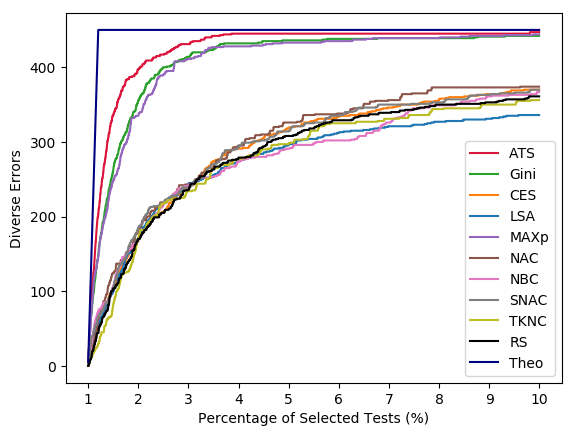 Diverse Errors
400
300
200
100
0
1 2 3 4 5 6 7 8 9 10
Percentage of Selected Tests (%)
ATS
Gini
CES
LSA
MAXp
NAC
NBC
SNAC
TKNC
RS
Theo